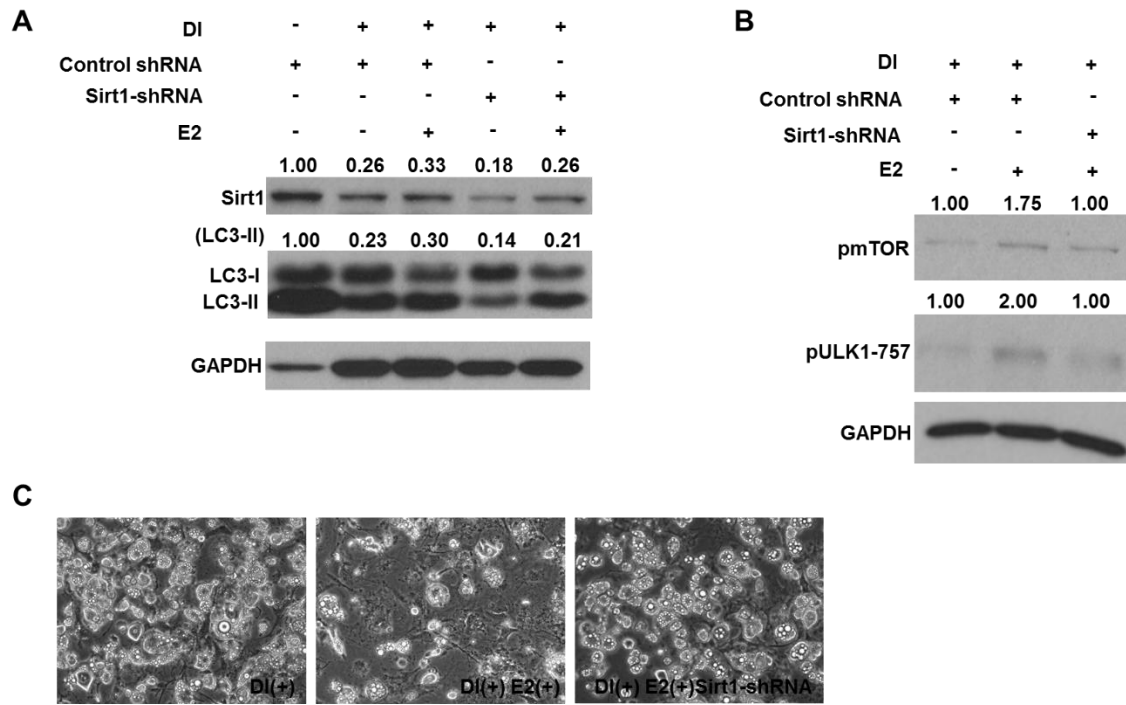 A
DI - + + + +
Control shRNA + + + - -
Sirt1-shRNA - - - + +
E2 - - + - +
1.00 0.26 0.33 0.18 0.26
Sirt1
(LC3-II) 1.00 0.23 0.30 0.14 0.21
LC3-I
LC3-II
GAPDH
B
DI + + +
Control shRNA + + -
Sirt1-shRNA - - +
E2 - + +
1.00 1.75 1.00
pmTOR
1.00 2.00 1.00
pULK1-757
GAPDH
C
DI(+)
DI(+) E2(+)
DI(+) E2(+)Sirt1-shRNA